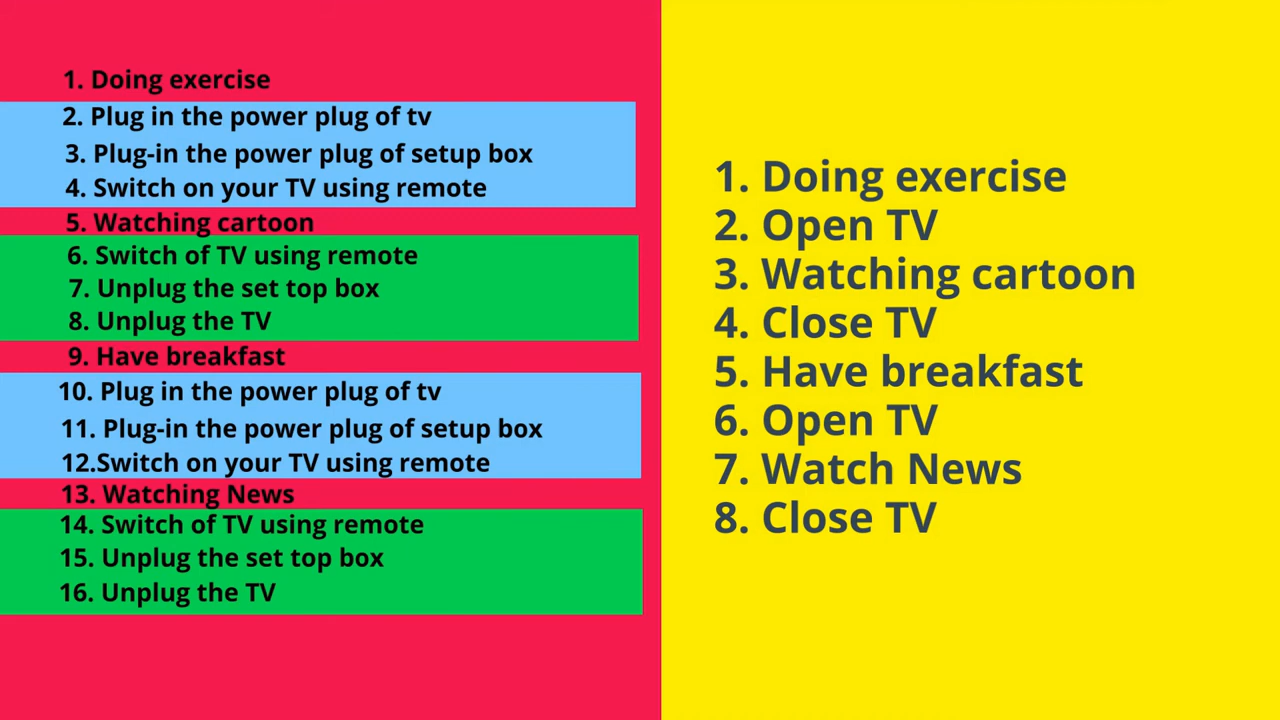 1. Doing exercise
2. Plug in the power plug of tv
3. Plug-in the power plug of setup box
4. Switch on your TV using remote
5. Watching cartoon
6. Switch of TV using remote
7. Unplug the set top box
8. Unplug the TV
9. Have breakfast
10. Plug in the power plug of tv
11. Plug-in the power plug of setup box
12.Switch on your TV using remote
13. Watching News
14. Switch of TV using remote
15. Unplug the set top box
16. Unplug the TV
1. Doing exercise
2. Open TV
3. Watching cartoon
4. Close TV
5. Have breakfast
6. Open TV
7. Watch News
8. Close TV